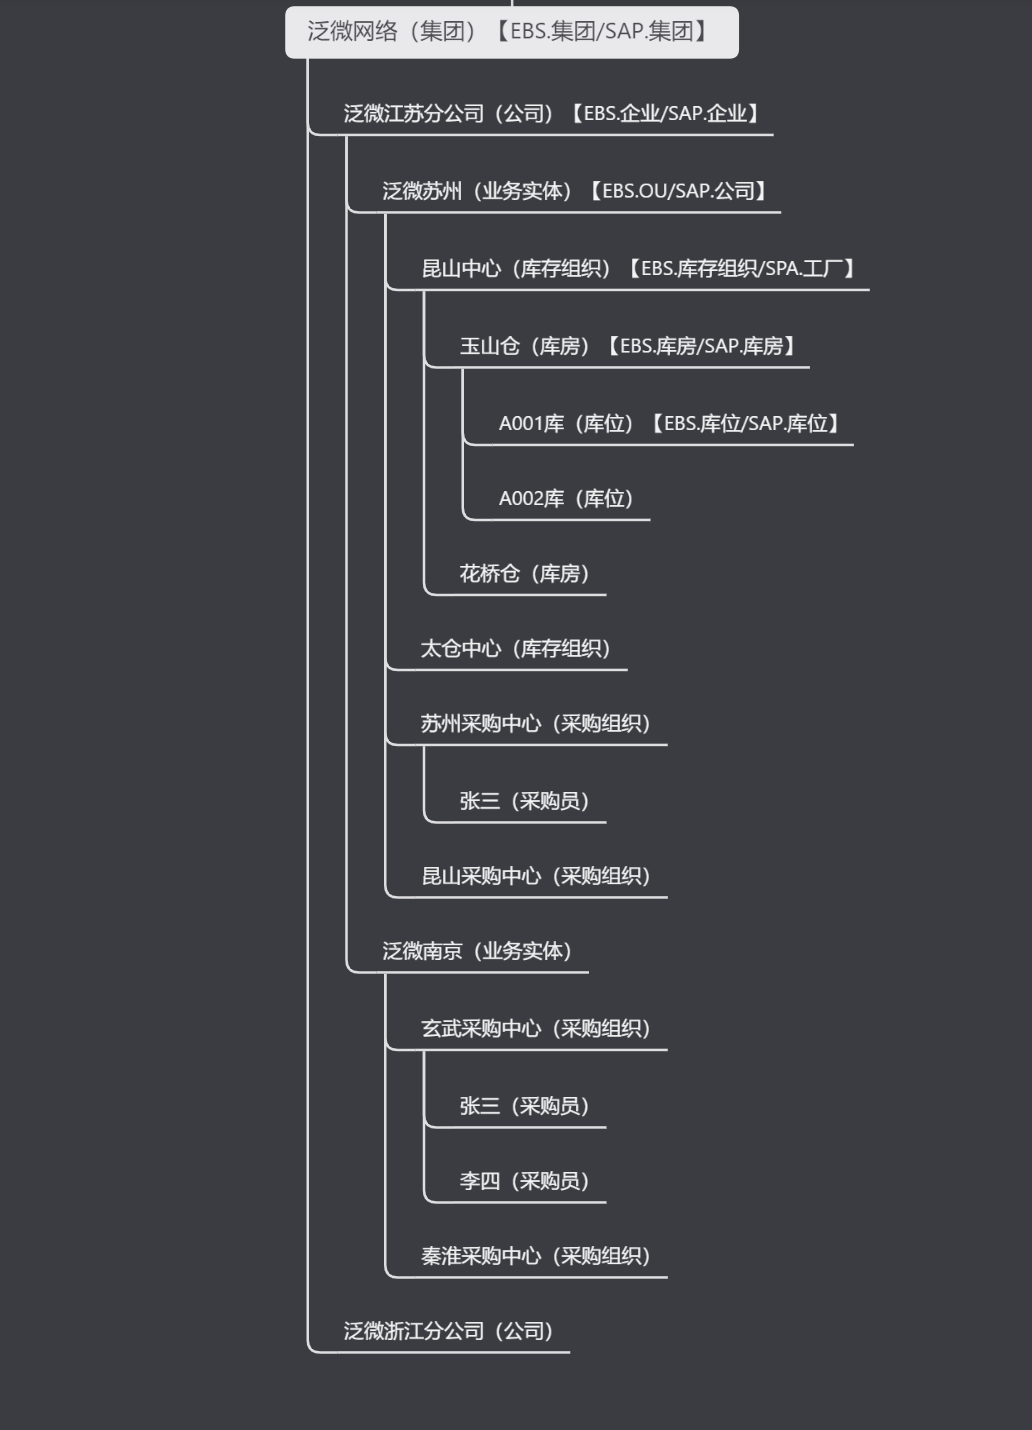 泛微网络（集团）【EBS.集团/SAP.集团】
泛微江苏分公司（公司）【EBS.企业/SAP.企业】
泛微苏州（业务实体）【EBS.OU/SAP.公司】
昆山中心（库存组织）【EBS.库存组织/SPA.工厂】
玉山仓（库房）【EBS.库房/SAP.库房】
A001库（库位）【EBS.库位/SAP.库位】
A002库（库位）
花桥仓（库房）
太仓中心（库存组织）
苏州采购中心（采购组织）
张三（采购员）
昆山采购中心（采购组织）
泛微南京（业务实体）
玄武采购中心（采购组织）
张三（采购员）
李四（采购员）
秦淮采购中心（采购组织）
泛微浙江分公司（公司）